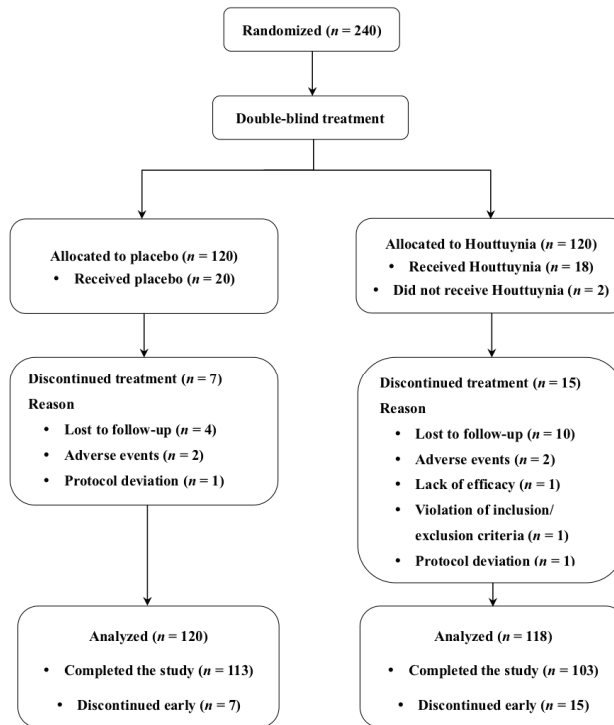 Randomized (n = 240)
Double-blind treatment
Allocated to placebo (n = 120)
• Received placebo (n = 20)
Allocated to Houttuynia (n = 120)
• Received Houttuynia (n = 18)
• Did not receive Houttuynia (n = 2)
Discontinued treatment (n = 7)
Reason
• Lost to follow-up (n = 4)
• Adverse events (n = 2)
• Protocol deviation (n = 1)
Discontinued treatment (n = 15)
Reason
• Lost to follow-up (n = 10)
• Adverse events (n = 2)
• Lack of efficacy (n = 1)
• Violation of inclusion/
exclusion criteria (n = 1)
• Protocol deviation (n = 1)
Analyzed (n = 120)
• Completed the study (n = 113)
• Discontinued early (n = 7)
Analyzed (n = 118)
• Completed the study (n = 103)
• Discontinued early (n = 15)